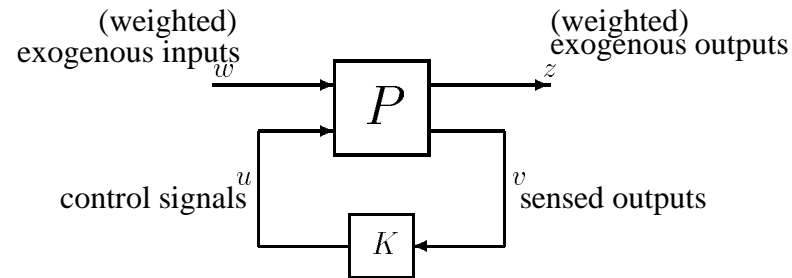 (weighted)
exogenous inputs
w
(weighted)
exogenous outputs
z
P
u
control signals
v
sensed outputs
K